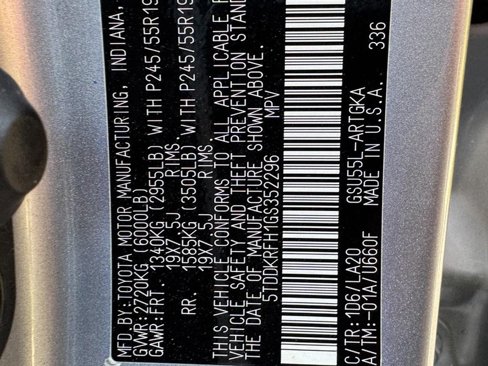 MFD.BY:TOYOTA MOTOR MANUFACTURING, INDIANA,
GVWR:2720KG (6000LB)
GAWR:FRT. 1340KG (2955LB) WITH P245/55R19
19X7.5J RIMS,
RR. 1585KG (3505LB) WITH P245/55R19
19X7.5J RIMS
THIS VEHICLE CONFORMS TO ALL APPLICABLE
VEHICLE SAFETY AND THEFT PREVENTION STAND
THE DATE OF MANUFACTURE SHOWN ABOVE.
5TDDKRFH1GS352296 MPV
C/TR:1D6/LA20 GSU55L-ARTGKA
A/TM:-01A/U660F MADE IN U.S.A. 336